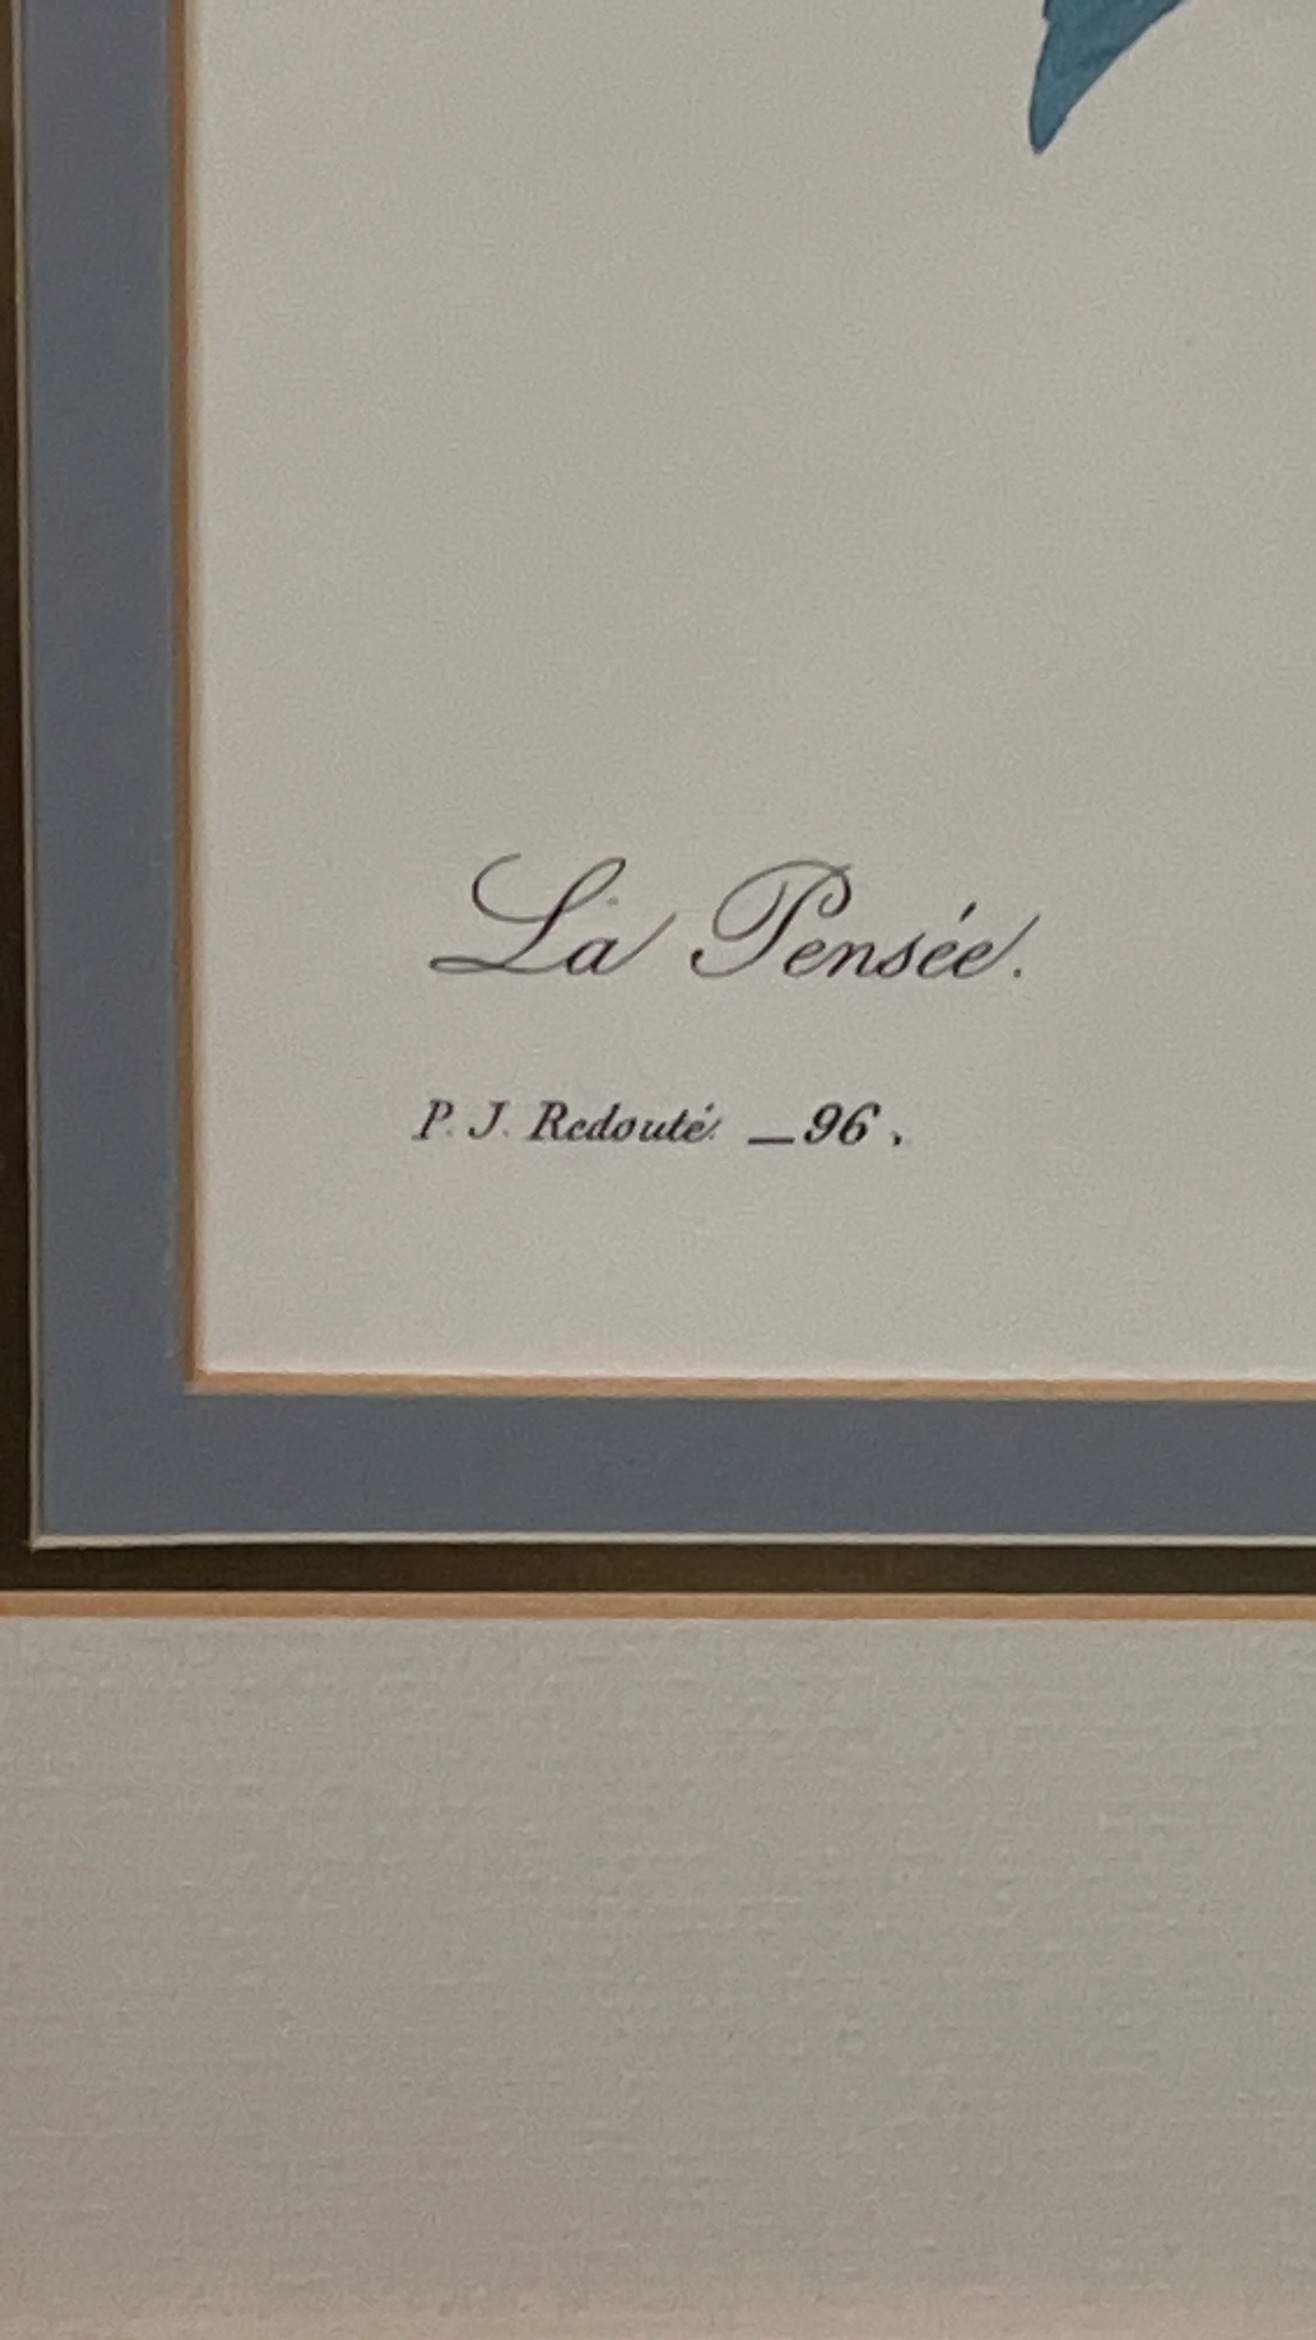 La Pensée.
P. J. Redouté. _96.